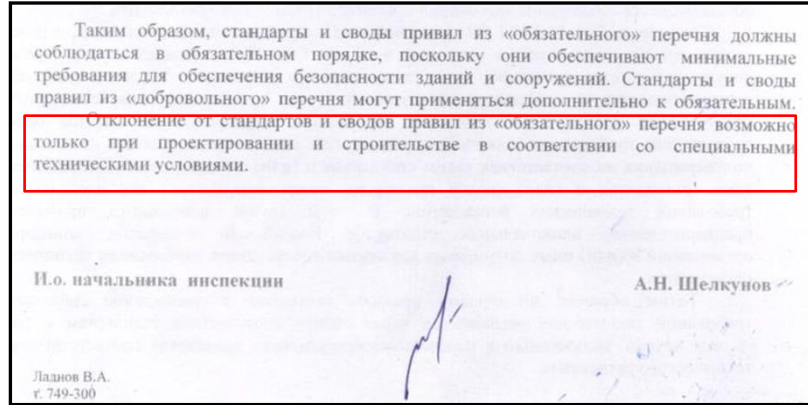 Таким образом, стандарты и своды привил из «обязательного» перечня должны
соблюдаться в обязательном порядке, поскольку они обеспечивают минимальные
требования для обеспечения безопасности зданий и сооружений. Стандарты и своды
правил из «добровольного» перечня могут применяться дополнительно к обязательным.
Отклонение от стандартов и сводов правил из «обязательного» перечня возможно
только при проектировании и строительстве в соответствии со специальными
техническими условиями.
И.о. начальника инспекции
А.Н. Шелкунов
Ладнов В.А.
т. 749-300